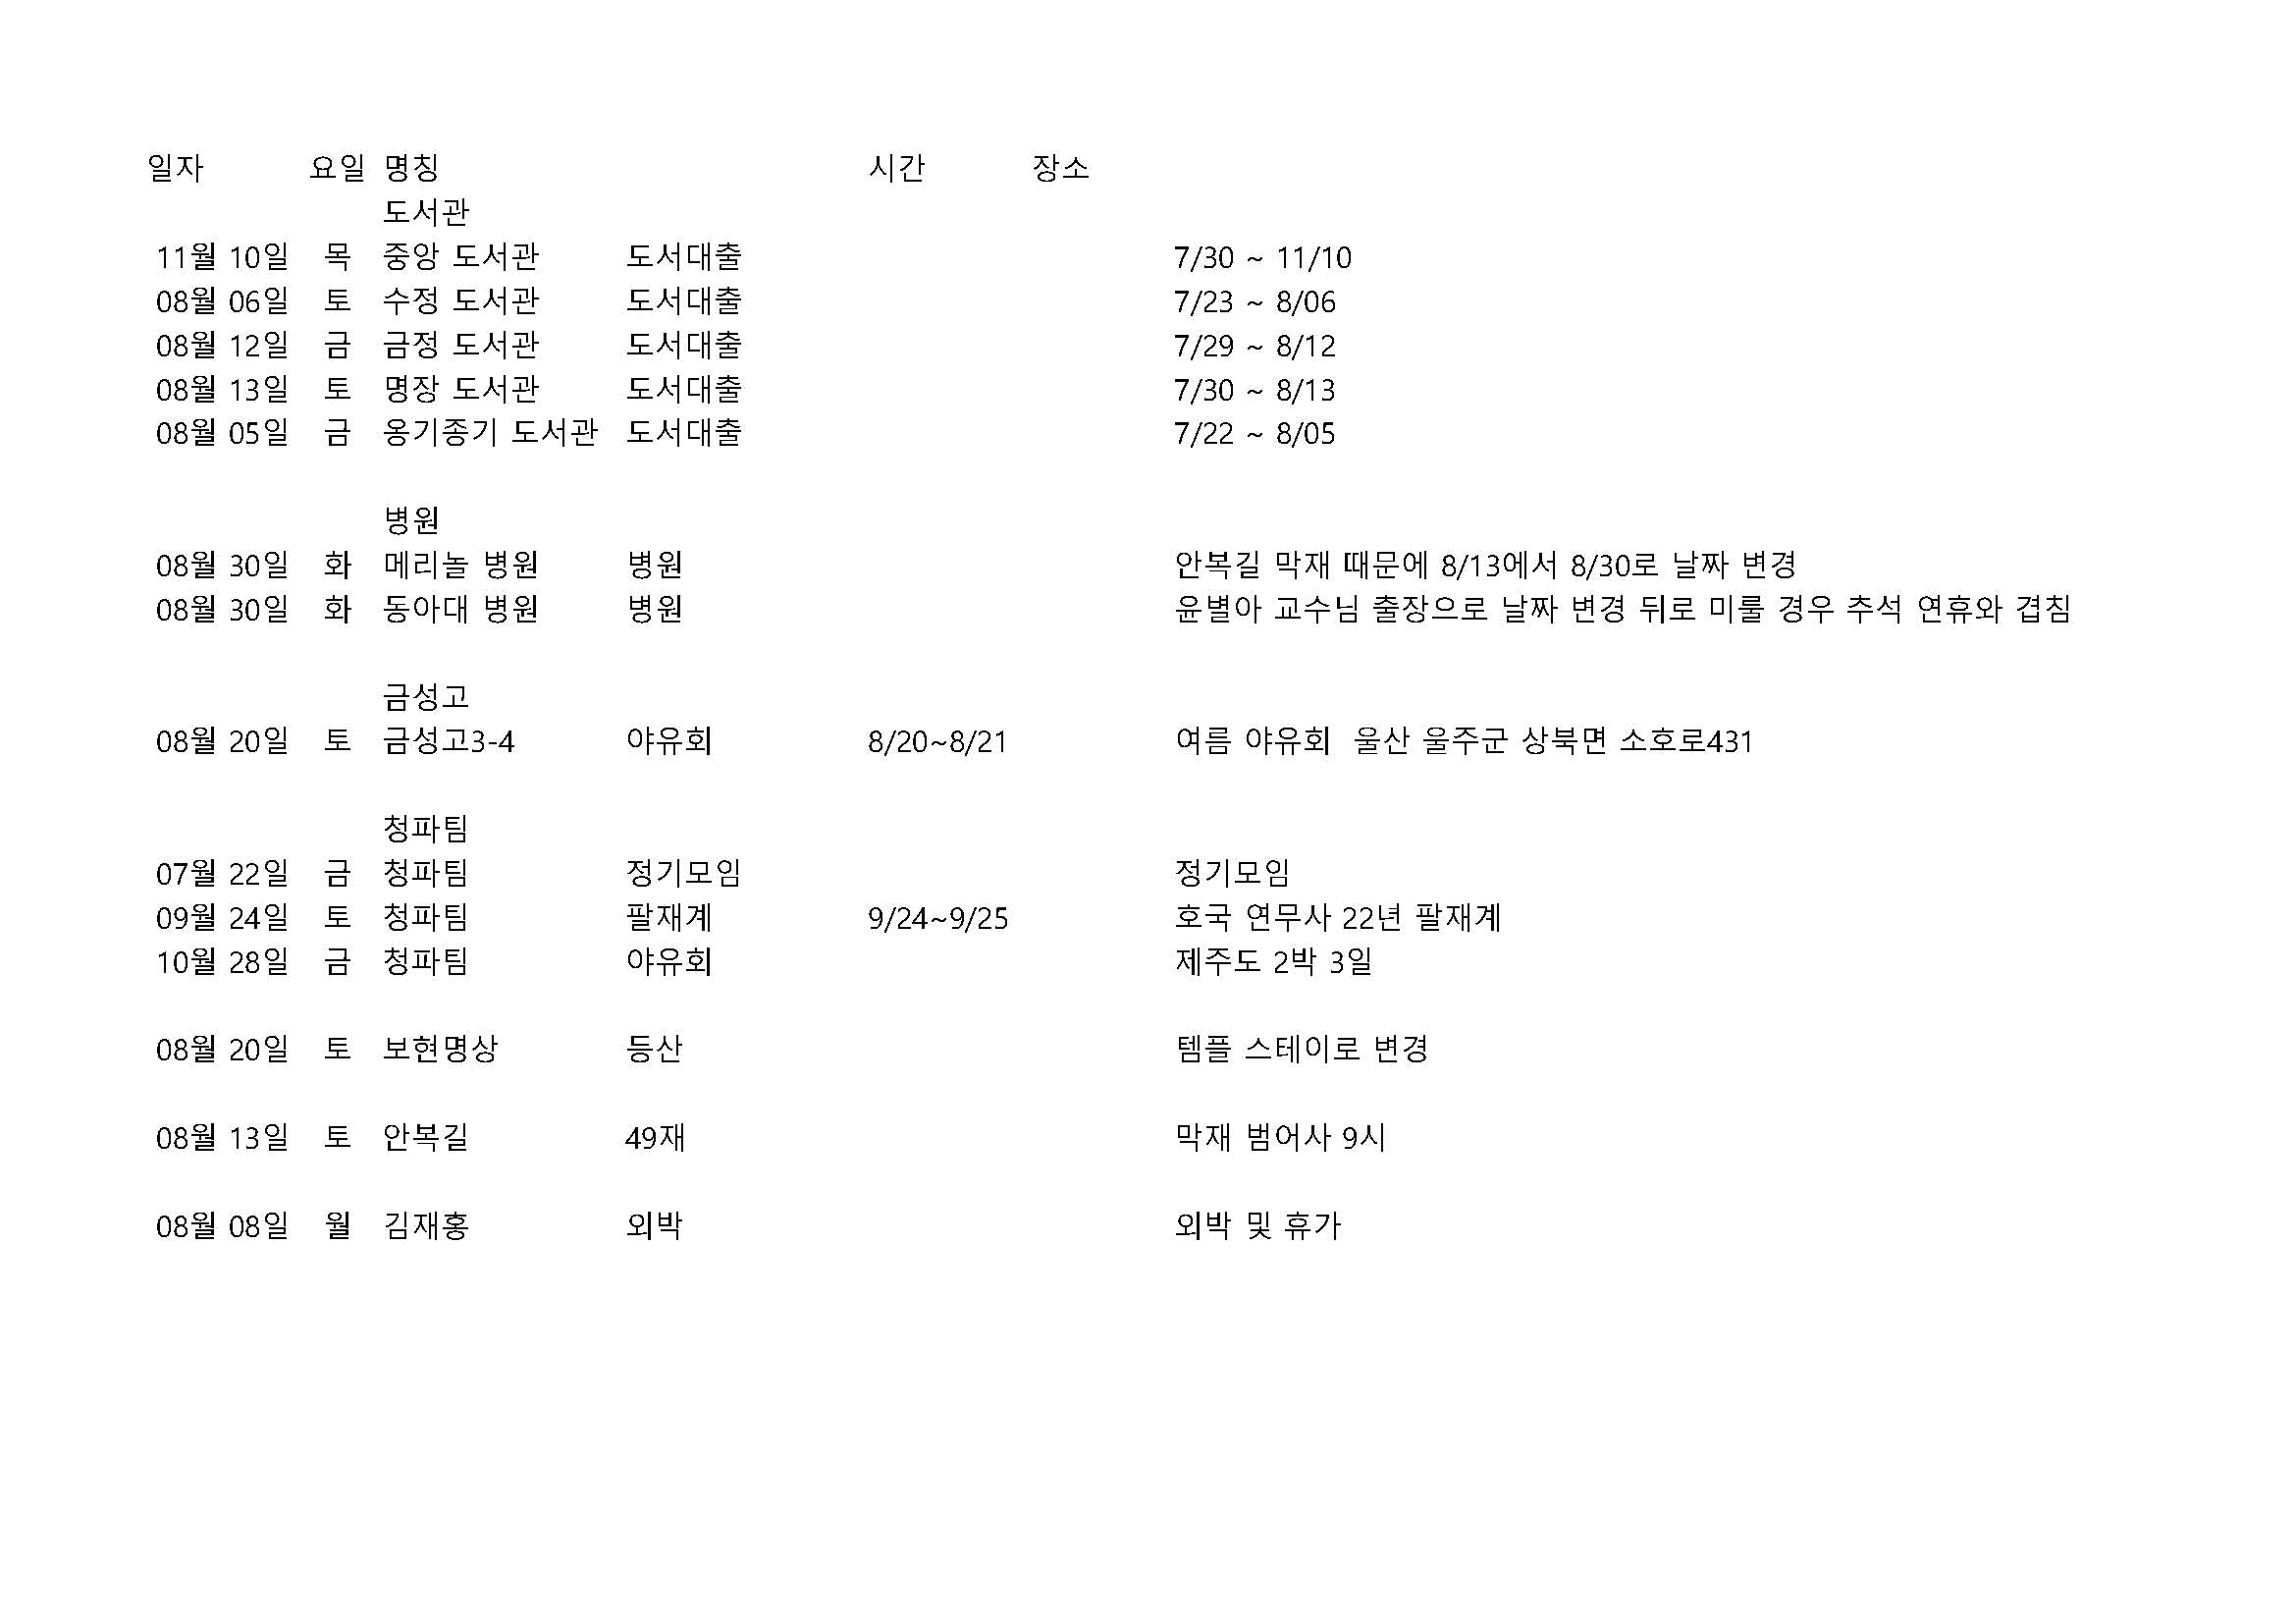 일자 요일 명칭 시간 장소
도서관
11월 10일 목 중앙 도서관 도서대출 7/30 ~ 11/10
08월 06일 토 수정 도서관 도서대출 7/23 ~ 8/06
08월 12일 금 금정 도서관 도서대출 7/29 ~ 8/12
08월 13일 토 명장 도서관 도서대출 7/30 ~ 8/13
08월 05일 금 옹기종기 도서관 도서대출 7/22 ~ 8/05
병원
08월 30일 화 메리놀 병원 병원 안복길 막재 때문에 8/13에서 8/30로 날짜 변경
08월 30일 화 동아대 병원 병원 윤별아 교수님 출장으로 날짜 변경 뒤로 미룰 경우 추석 연휴와 겹침
금성고
08월 20일 토 금성고3-4 야유회 8/20~8/21 여름 야유회 울산 울주군 상북면 소호로431
청파팀
07월 22일 금 청파팀 정기모임 정기모임
09월 24일 토 청파팀 팔재계 9/24~9/25 호국 연무사 22년 팔재계
10월 28일 금 청파팀 야유회 제주도 2박 3일
08월 20일 토 보현명상 등산 템플 스테이로 변경
08월 13일 토 안복길 49재 막재 범어사 9시
08월 08일 월 김재홍 외박 외박 및 휴가